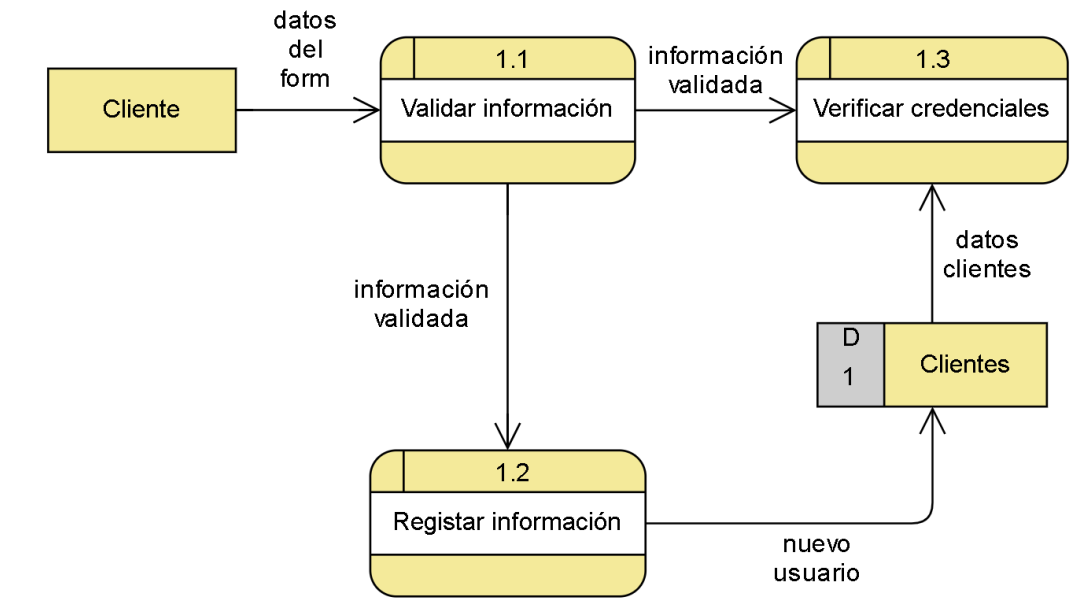 datos
del
form
Cliente
1.1
Validar información
información
validada
1.3
Verificar credenciales
información
validada
datos
clientes
D
1
Clientes
1.2
Registar información
nuevo
usuario